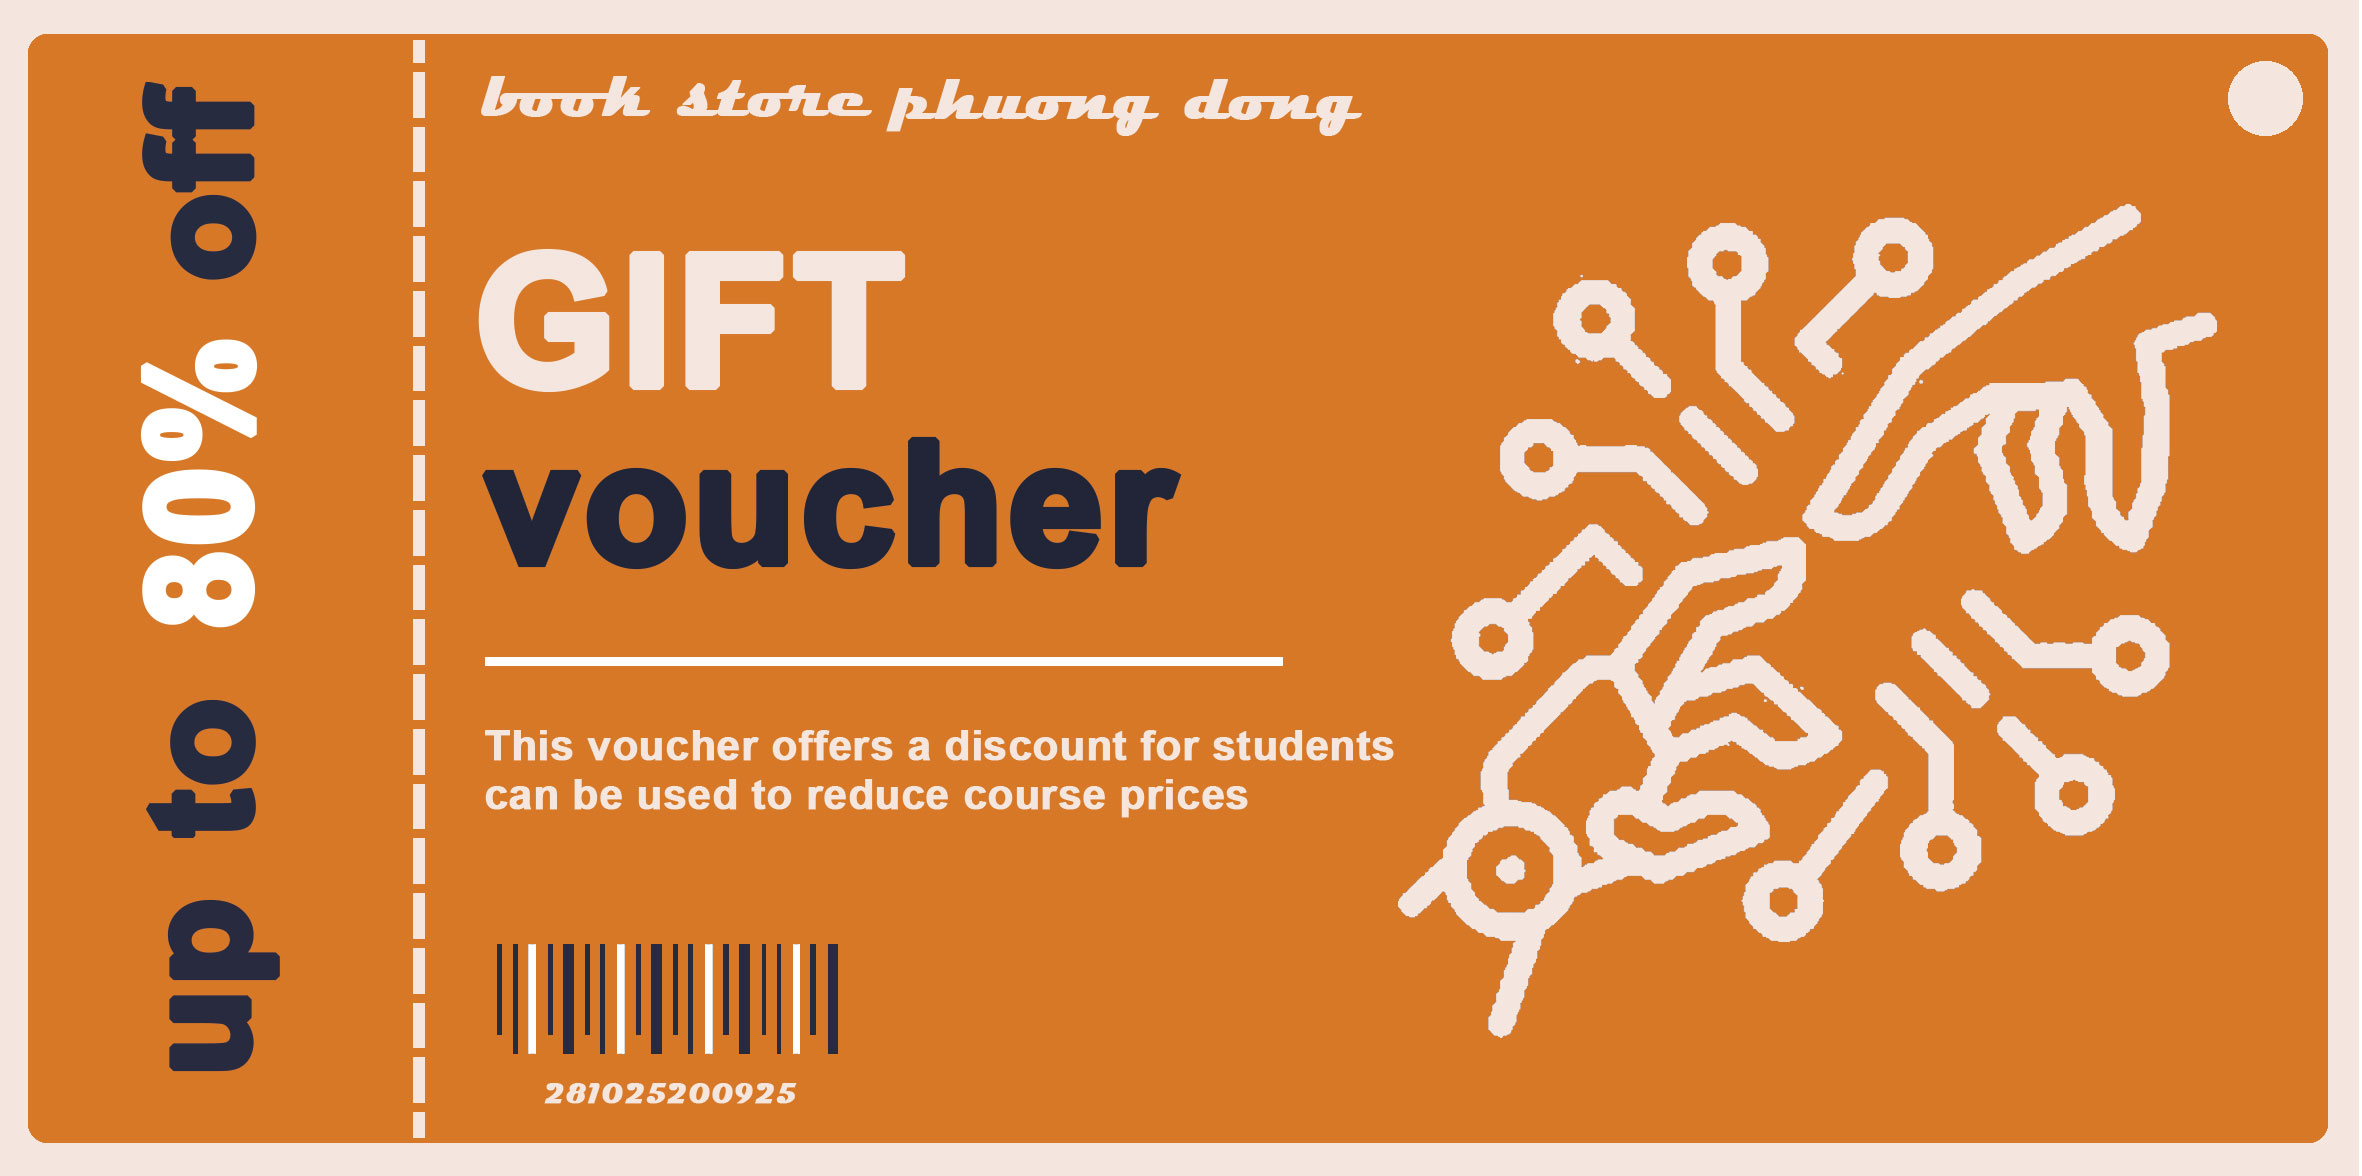 up to 80% off
book store phuong dong
GIFT
voucher
This voucher offers a discount for students
can be used to reduce course prices
281025200925